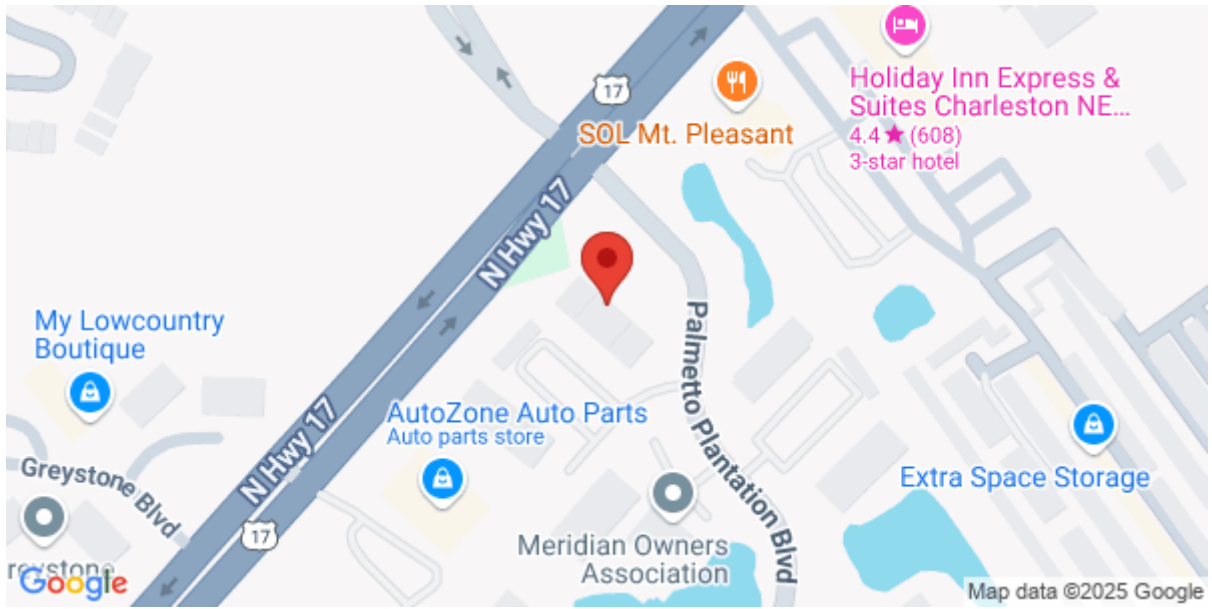 17
SOL Mt. Pleasant
Holiday Inn Express &
Suites Charleston NE...
4.4★(608)
3-star hotel
N Hwy 17
My Lowcountry
Boutique
Palmetto Plantation Blvd
AutoZone Auto Parts
Auto parts store
N Hwy 17
Greystone Blvd
Extra Space Storage
17
Meridian Owners
Association
Google
Map data ©2025 Google